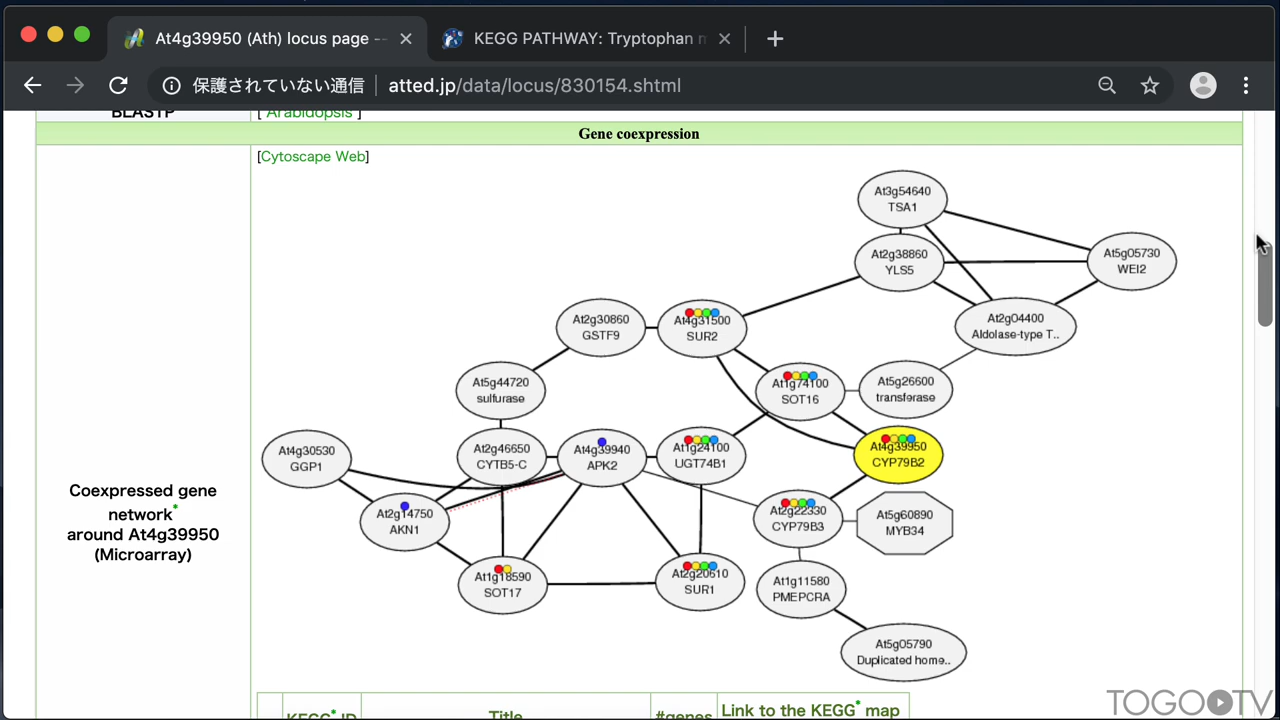 At4g39950 (Ath) locus page --
KEGG PATHWAY: Tryptophan m
保護されていない通信
atted.jp/data/locus/830154.shtml
BLASTP
[ Arabidopsis ]
Gene coexpression
[Cytoscape Web]
At3g54640
TSA1
At2g38860
YLS5
At5g05730
WEI2
At2g30860
GSTF9
At4g31500
SUR2
At2g04400
Aldolase-type T..
At5g44720
sulfurase
At1g74100
SOT16
At5g26600
transferase
At4g30530
GGP1
At2g46650
CYTB5-C
At4g39940
APK2
At1g24100
UGT74B1
At4g39950
CYP79B2
Coexpressed gene
network*
around At4g39950
(Microarray)
At2g14750
AKN1
At2g22330
CYP79B3
At5g60890
MYB34
At1g18590
SOT17
At2g20610
SUR1
At1g11580
PMEPCRA
At5g05790
Duplicated home..
KEGG* ID
Title
#genes
Link to the KEGG* map
TOGO TV